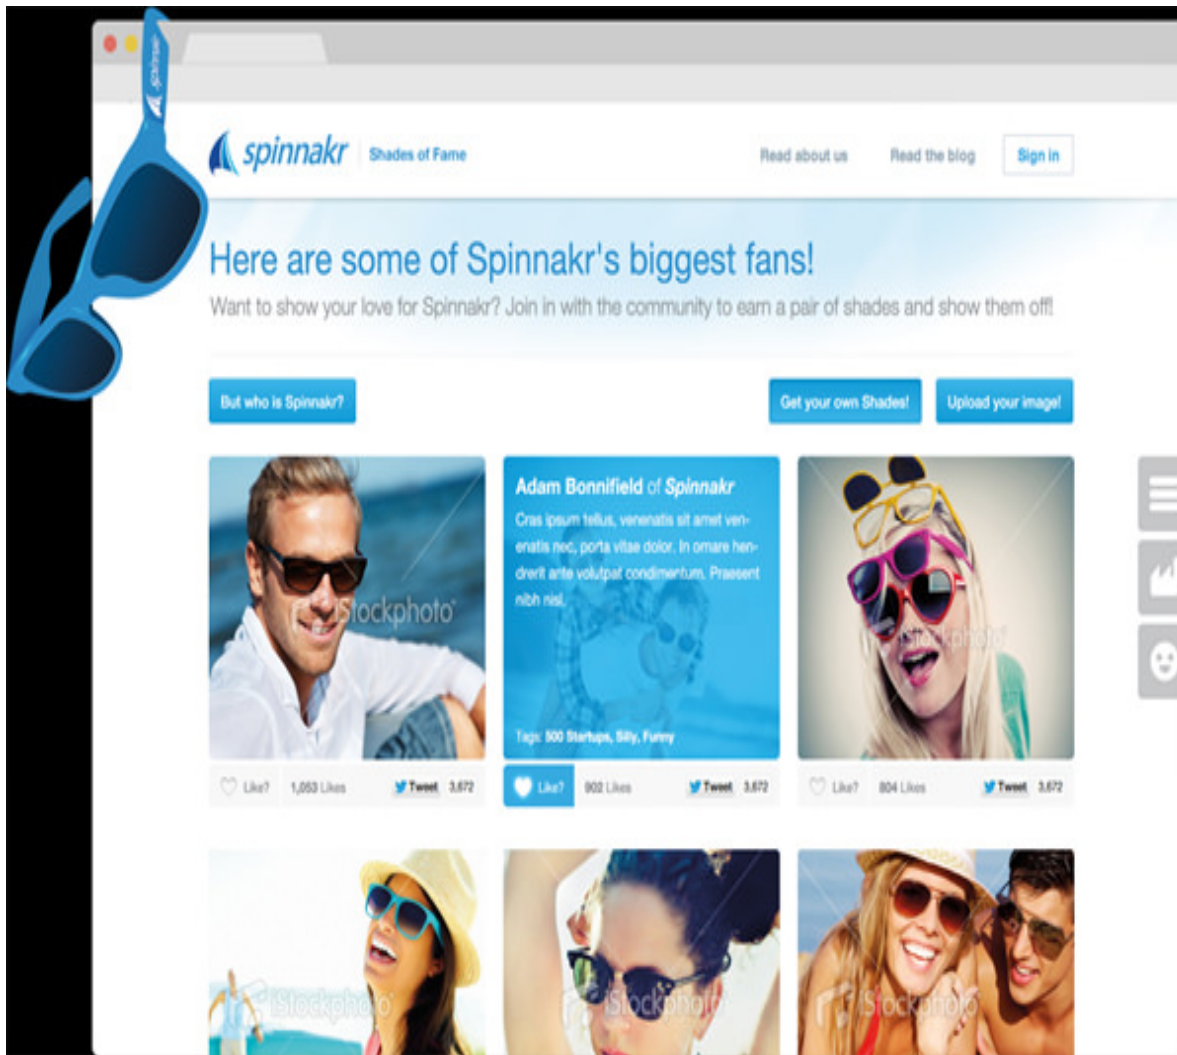 spinnakr
spinnakr Shades of Fame
Read about us Read the blog Sign in
Here are some of Spinnakr's biggest fans!
Want to show your love for Spinnakr? Join in with the community to earn a pair of shades and show them off!
But who is Spinnakr?
Get your own Shades! Upload your image!
Adam Bonnifield of Spinnakr
Cras ipsum tellus, venenatis sit amet ven-
enatis nec, porta vitae dolor. In ornare hen-
drerit ante volutpat condimentum. Praesent
nibh nisl.
iStockphoto
iStockphoto
Tags: 500 Startups, Silly, Funny
Like? 1,053 Likes Tweet 3,672
Like? 902 Likes Tweet 3,672
Like? 804 Likes Tweet 3,672
iStockphoto
iStockphoto
iStockphoto